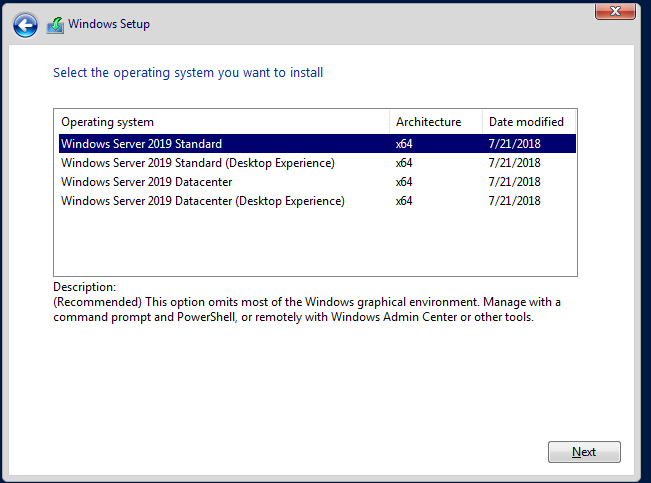 Windows Setup
Select the operating system you want to install
Operating system Architecture Date modified
Windows Server 2019 Standard x64 7/21/2018
Windows Server 2019 Standard (Desktop Experience) x64 7/21/2018
Windows Server 2019 Datacenter x64 7/21/2018
Windows Server 2019 Datacenter (Desktop Experience) x64 7/21/2018
Description:
(Recommended) This option omits most of the Windows graphical environment. Manage with a
command prompt and PowerShell, or remotely with Windows Admin Center or other tools.
Next